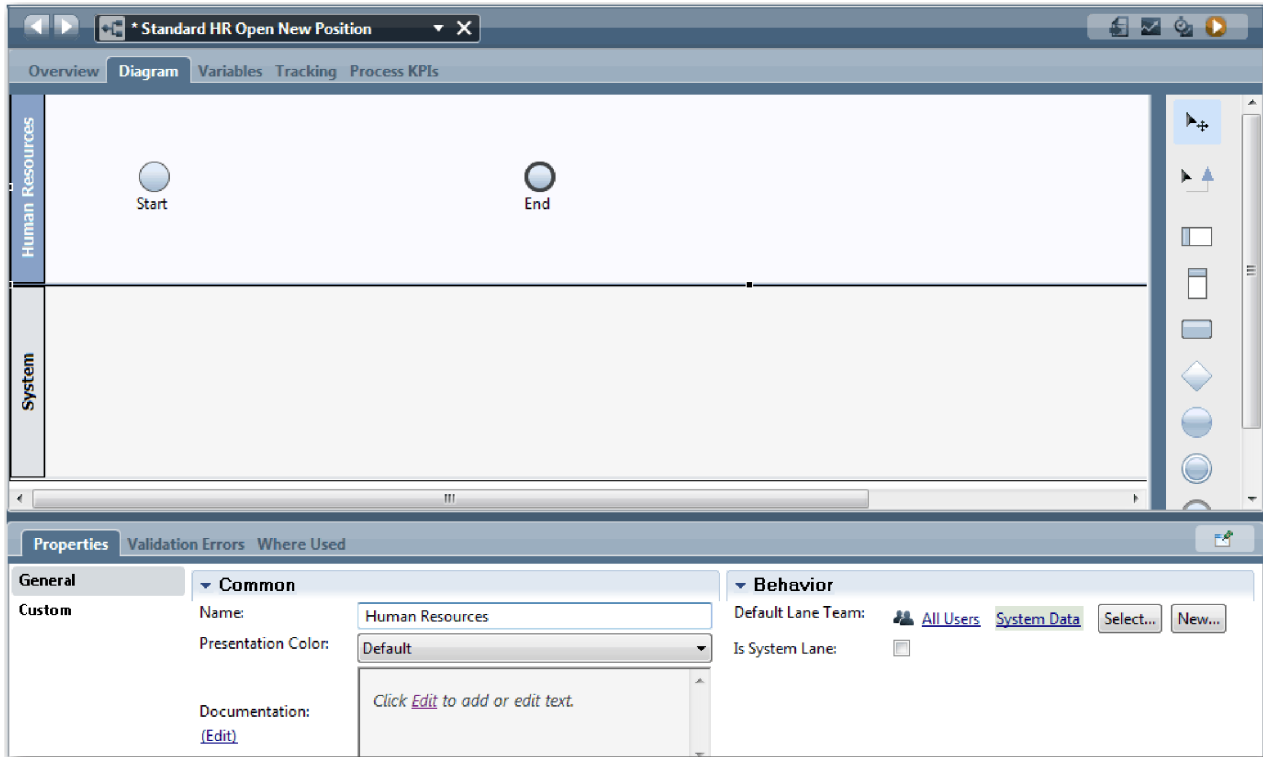 * Standard HR Open New Position
Overview Diagram Variables Tracking Process KPIs
Human Resources
Start
End
System
Properties Validation Errors Where Used
General
Custom
Common
Name: Human Resources
Presentation Color: Default
Documentation:
(Edit)
Click Edit to add or edit text.
Behavior
Default Lane Team: All Users System Data Select... New...
Is System Lane: